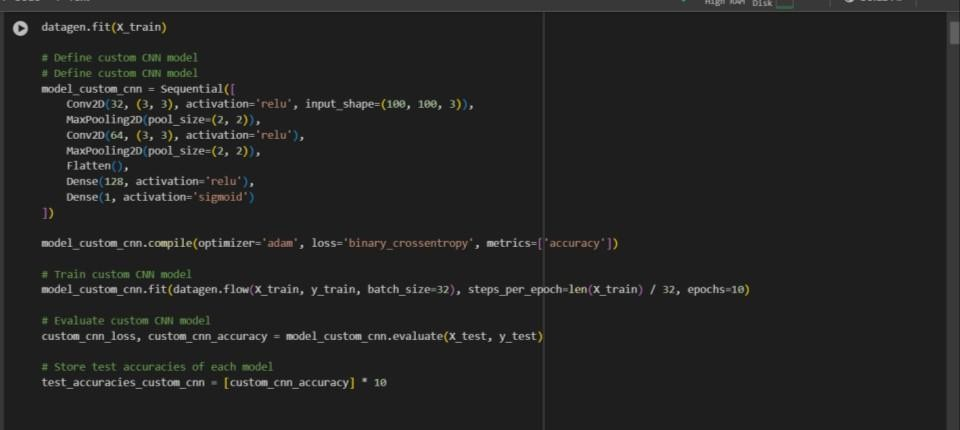 High RAM Disk
datagen.fit(X_train)
# Define custom CNN model
# Define custom CNN model
model_custom_cnn = Sequential([
    Conv2D(32, (3, 3), activation='relu', input_shape=(100, 100, 3)),
    MaxPooling2D(pool_size=(2, 2)),
    Conv2D(64, (3, 3), activation='relu'),
    MaxPooling2D(pool_size=(2, 2)),
    Flatten(),
    Dense(128, activation='relu'),
    Dense(1, activation='sigmoid')
])
model_custom_cnn.compile(optimizer='adam', loss='binary_crossentropy', metrics=['accuracy'])
# Train custom CNN model
model_custom_cnn.fit(datagen.flow(X_train, y_train, batch_size=32), steps_per_epoch=len(X_train) / 32, epochs=10)
# Evaluate custom CNN model
custom_cnn_loss, custom_cnn_accuracy = model_custom_cnn.evaluate(X_test, y_test)
# Store test accuracies of each model
test_accuracies_custom_cnn = [custom_cnn_accuracy] * 10